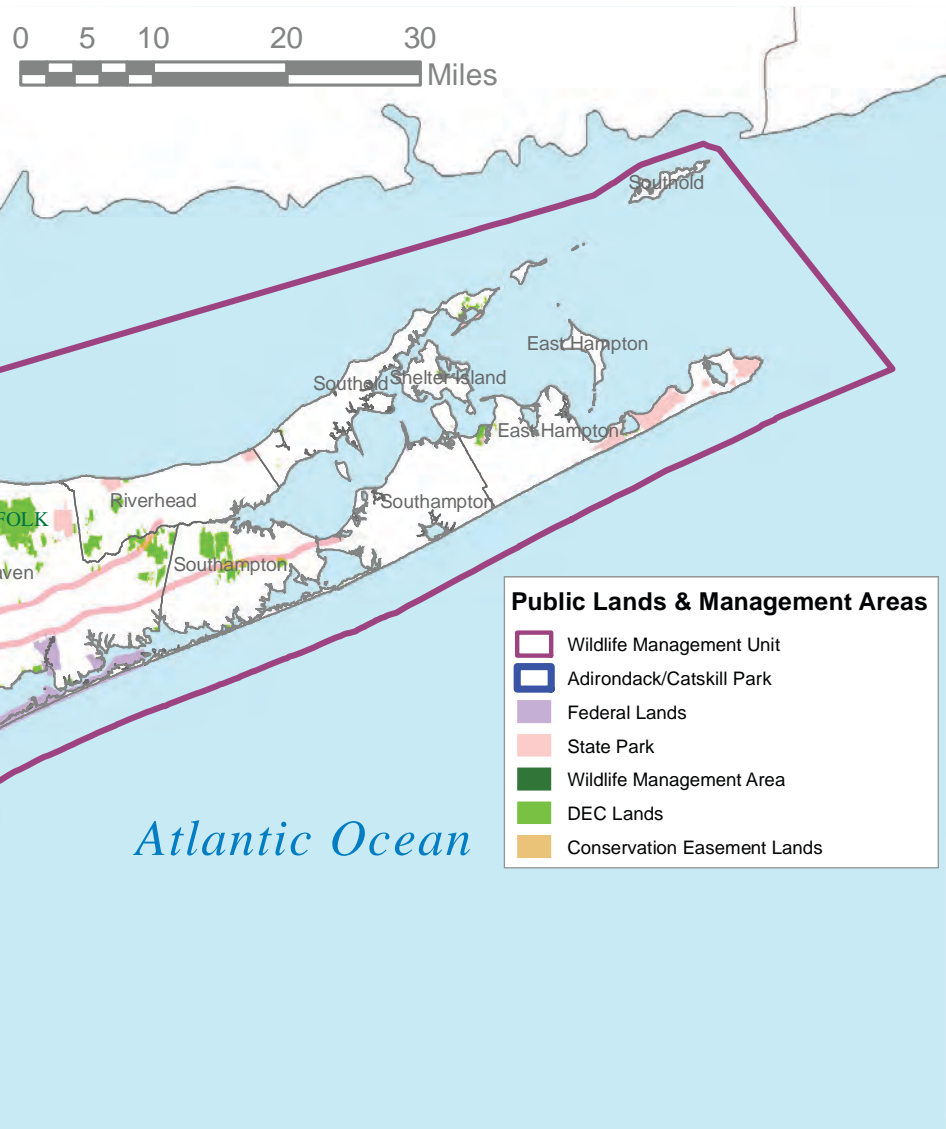 0 5 10 20 30
Miles
Southold
East Hampton
Southold
Shelter Island
East Hampton
Riverhead
Southampton
FOLK
Southampton
aven
Public Lands & Management Areas
Wildlife Management Unit
Adirondack/Catskill Park
Federal Lands
State Park
Wildlife Management Area
DEC Lands
Conservation Easement Lands
Atlantic Ocean